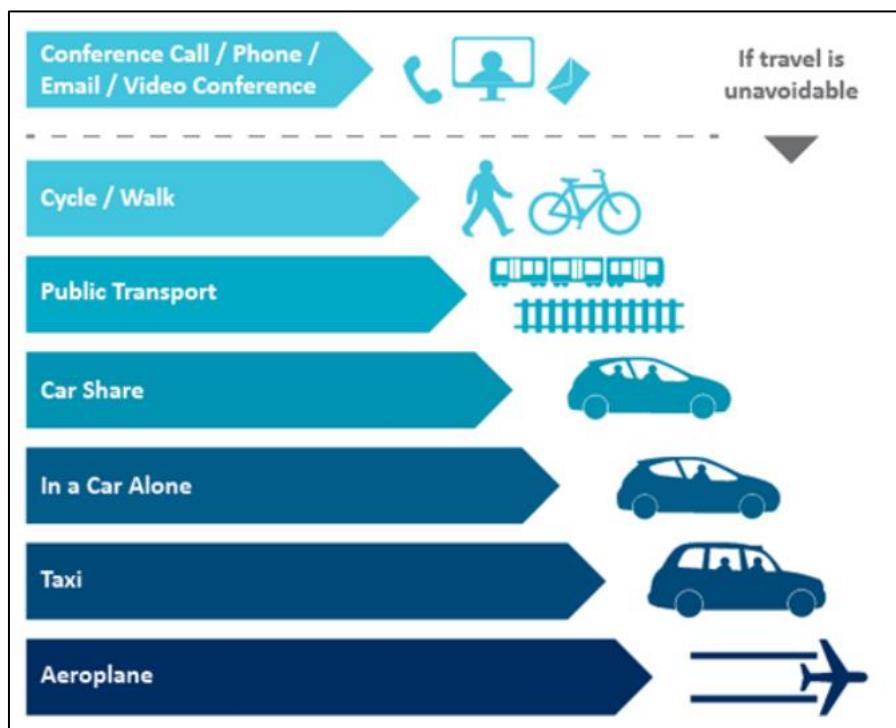 Conference Call / Phone /
Email / Video Conference
If travel is
unavoidable
Cycle / Walk
Public Transport
Car Share
In a Car Alone
Taxi
Aeroplane